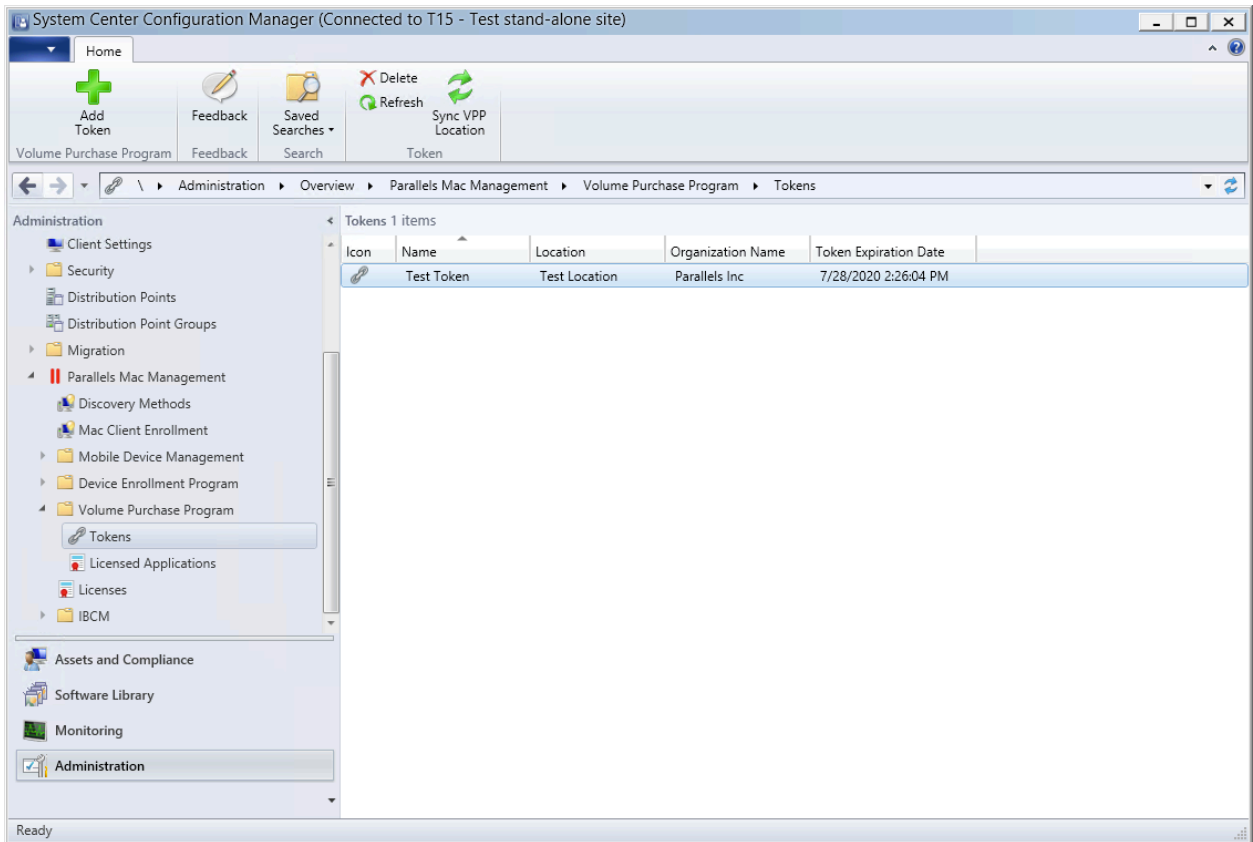 System Center Configuration Manager (Connected to T15 - Test stand-alone site)
Home
Add Token
Feedback
Saved Searches
Delete
Refresh
Sync VPP Location
Volume Purchase Program
Feedback
Search
Token
\ Administration Overview Parallels Mac Management Volume Purchase Program Tokens
Administration
Client Settings
Security
Distribution Points
Distribution Point Groups
Migration
Parallels Mac Management
Discovery Methods
Mac Client Enrollment
Mobile Device Management
Device Enrollment Program
Volume Purchase Program
Tokens
Licensed Applications
Licenses
IBCM
Assets and Compliance
Software Library
Monitoring
Administration
Tokens 1 items
Icon Name Location Organization Name Token Expiration Date
Test Token Test Location Parallels Inc 7/28/2020 2:26:04 PM
Ready